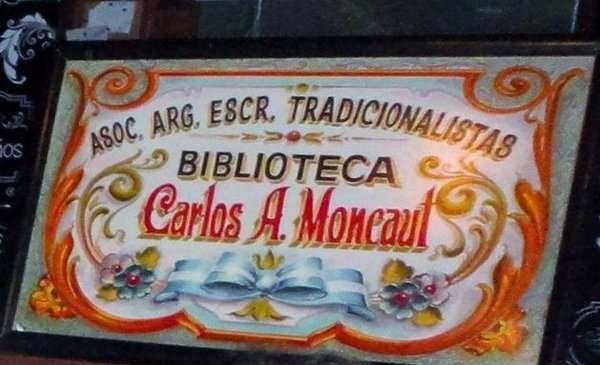 ASOC. ARG. ESCR. TRADICIONALISTAS
BIBLIOTECA
Carlos A. Moncaut